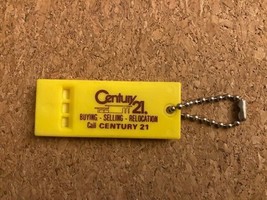 Century
21®
BUYING - SELLING - RELOCATION
Call CENTURY 21